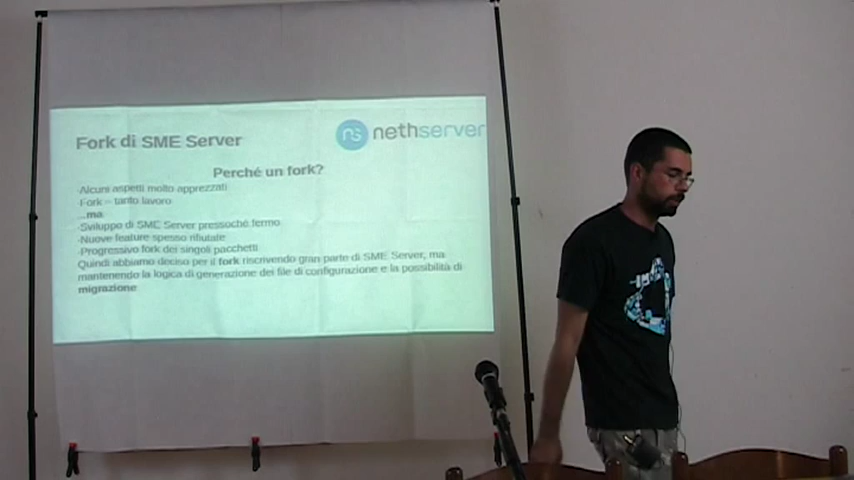 Fork di SME Server
nethserver
Perché un fork?
-Alcuni aspetti molto apprezzati
-Fork – tanto lavoro
...ma
-Sviluppo di SME Server pressoché fermo
-Nuove feature spesso rifiutate
-Progressivo fork dei singoli pacchetti
Quindi abbiamo deciso per il fork riscrivendo gran parte di SME Server, ma
mantenendo la logica di generazione dei file di configurazione e la possibilità di
migrazione